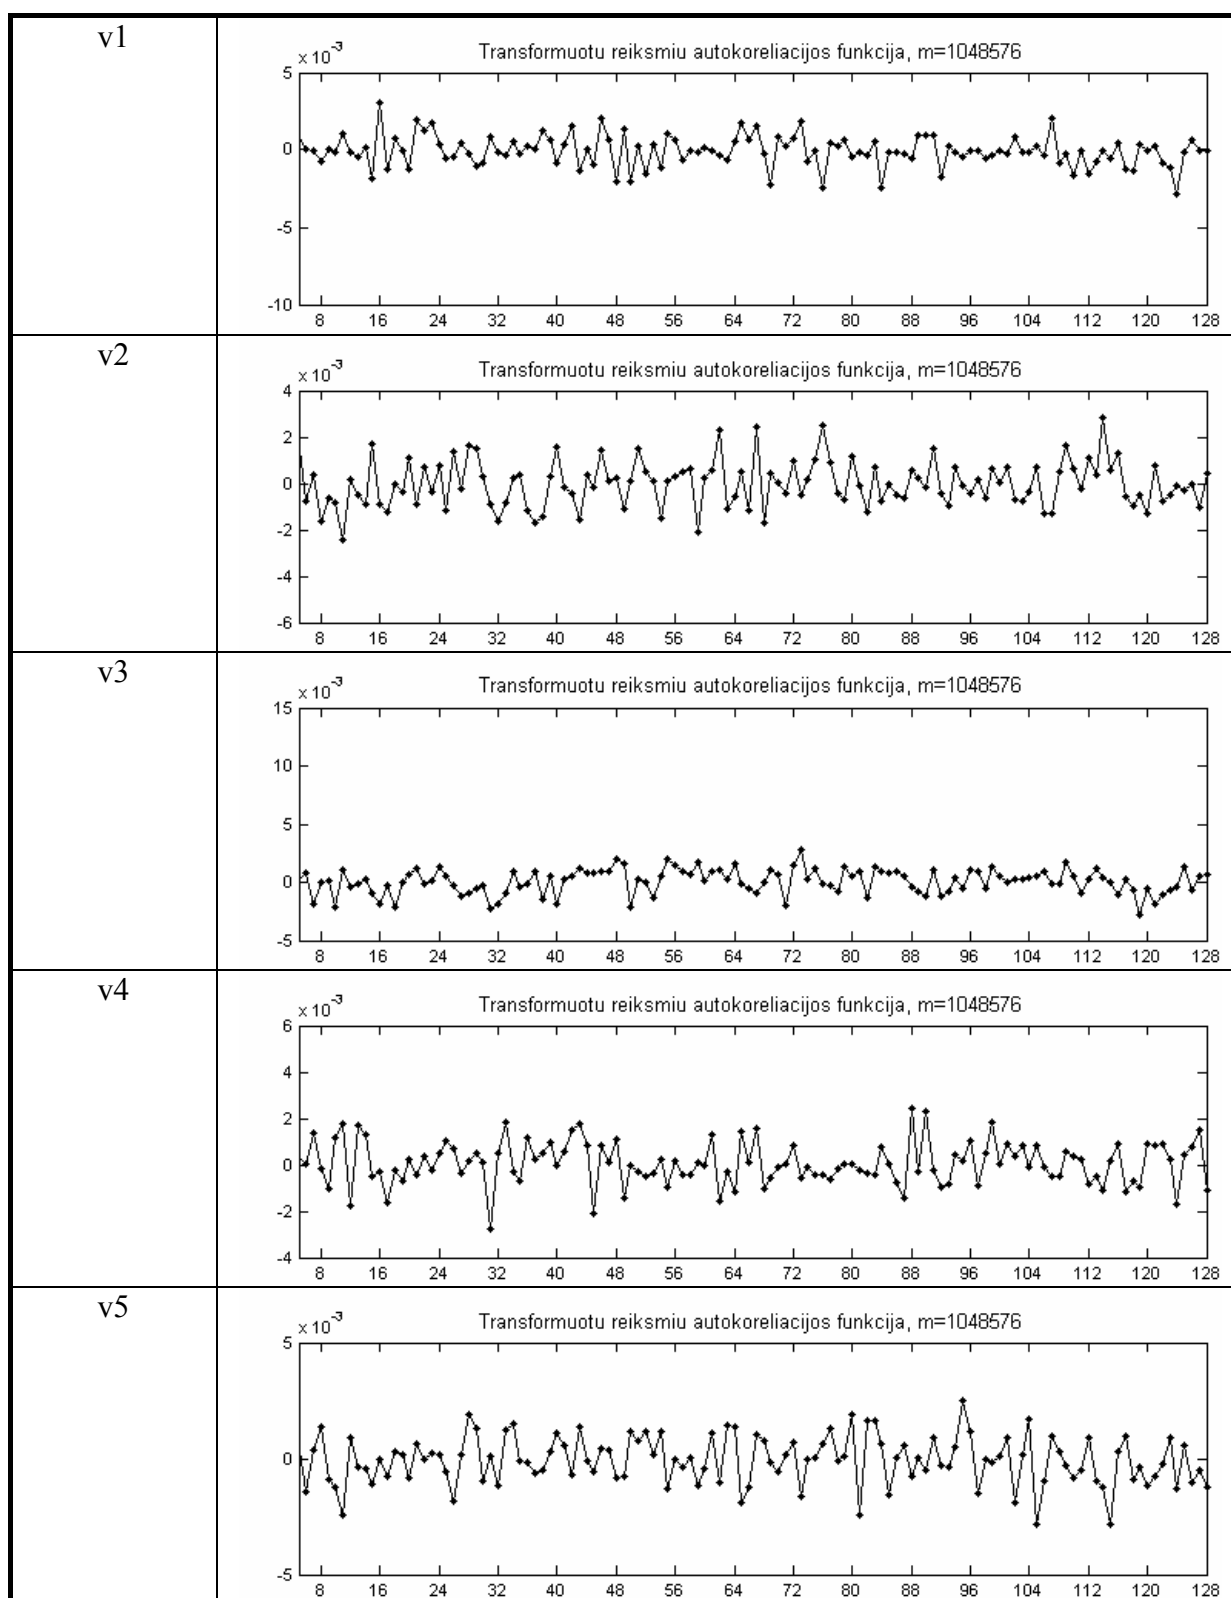 v1
×10⁻³
Transformuotu reiksmiu autokoreliacijos funkcija, m=1048576
5
0
-5
-10
8 16 24 32 40 48 56 64 72 80 88 96 104 112 120 128
v2
×10⁻³
Transformuotu reiksmiu autokoreliacijos funkcija, m=1048576
4
2
0
-2
-4
-6
8 16 24 32 40 48 56 64 72 80 88 96 104 112 120 128
v3
×10⁻³
Transformuotu reiksmiu autokoreliacijos funkcija, m=1048576
15
10
5
0
-5
8 16 24 32 40 48 56 64 72 80 88 96 104 112 120 128
v4
×10⁻³
Transformuotu reiksmiu autokoreliacijos funkcija, m=1048576
6
4
2
0
-2
-4
8 16 24 32 40 48 56 64 72 80 88 96 104 112 120 128
v5
×10⁻³
Transformuotu reiksmiu autokoreliacijos funkcija, m=1048576
5
0
-5
8 16 24 32 40 48 56 64 72 80 88 96 104 112 120 128